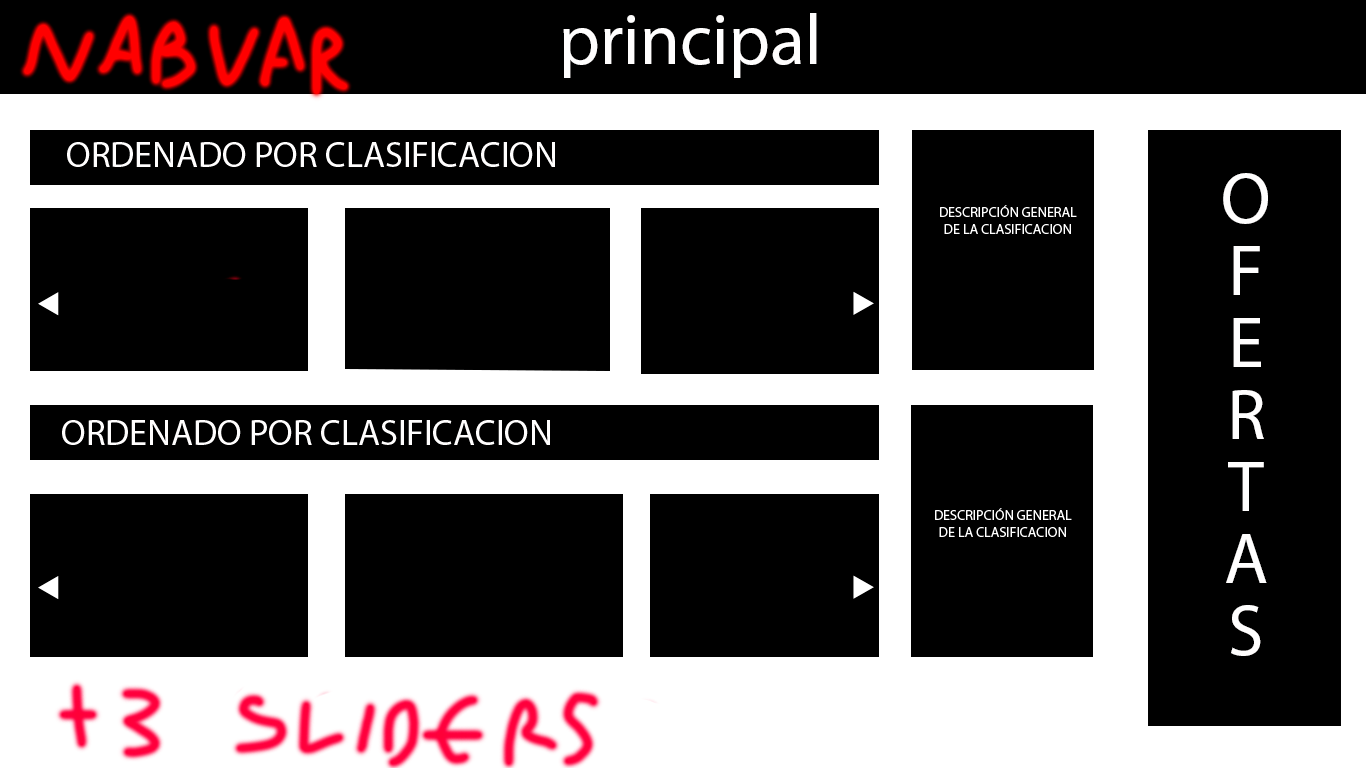 NABVAR
principal
ORDENADO POR CLASIFICACION
DESCRIPCIÓN GENERAL
DE LA CLASIFICACION
ORDENADO POR CLASIFICACION
DESCRIPCIÓN GENERAL
DE LA CLASIFICACION
O
F
E
R
T
A
S
+3 SLIDERS